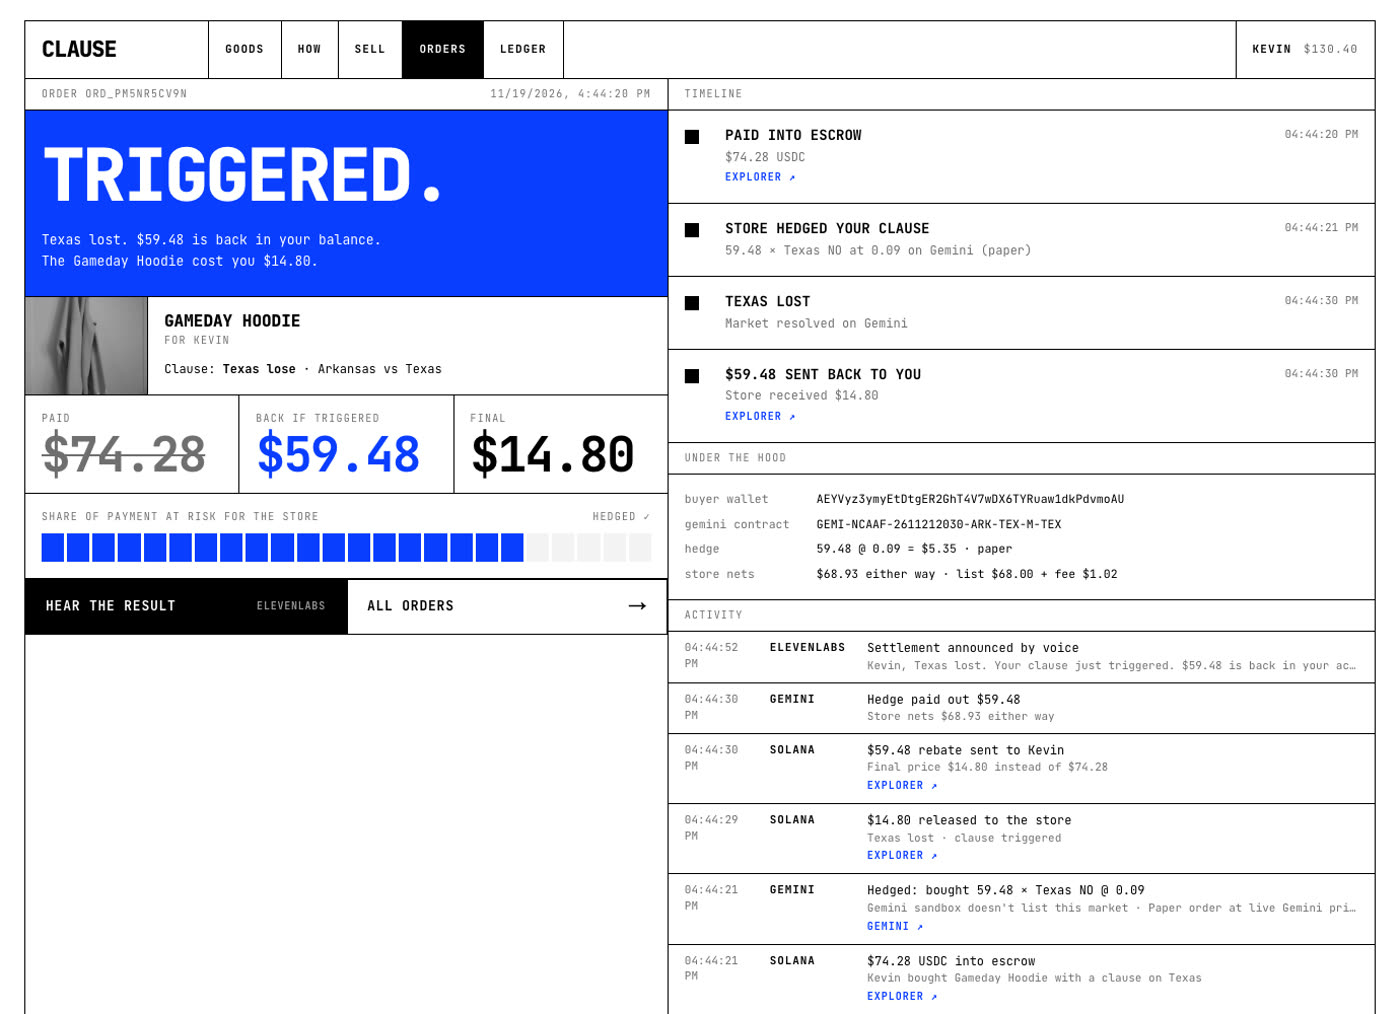 CLAUSE
GOODS
HOW
SELL
ORDERS
LEDGER
KEVIN $130.40
ORDER ORD_PM5NR5CV9N
11/19/2026, 4:44:20 PM
TRIGGERED.
Texas lost. $59.48 is back in your balance.
The Gameday Hoodie cost you $14.80.
GAMEDAY HOODIE
FOR KEVIN
Clause: Texas lose · Arkansas vs Texas
PAID
$74.28
BACK IF TRIGGERED
$59.48
FINAL
$14.80
SHARE OF PAYMENT AT RISK FOR THE STORE
HEDGED ✓
HEAR THE RESULT
ELEVENLABS
ALL ORDERS →
TIMELINE
PAID INTO ESCROW
04:44:20 PM
$74.28 USDC
EXPLORER ↗
STORE HEDGED YOUR CLAUSE
04:44:21 PM
59.48 × Texas NO at 0.09 on Gemini (paper)
TEXAS LOST
04:44:30 PM
Market resolved on Gemini
$59.48 SENT BACK TO YOU
04:44:30 PM
Store received $14.80
EXPLORER ↗
UNDER THE HOOD
buyer wallet AEYVyz3ymyEtDtgER2GhT4V7wDX6TYRuaw1dkPdvmoAU
gemini contract GEMI-NCAAF-2611212030-ARK-TEX-M-TEX
hedge 59.48 @ 0.09 = $5.35 · paper
store nets $68.93 either way · list $68.00 + fee $1.02
ACTIVITY
04:44:52 PM
ELEVENLABS
Settlement announced by voice
Kevin, Texas lost. Your clause just triggered. $59.48 is back in your ac…
04:44:30 PM
GEMINI
Hedge paid out $59.48
Store nets $68.93 either way
04:44:30 PM
SOLANA
$59.48 rebate sent to Kevin
Final price $14.80 instead of $74.28
EXPLORER ↗
04:44:29 PM
SOLANA
$14.80 released to the store
Texas lost · clause triggered
EXPLORER ↗
04:44:21 PM
GEMINI
Hedged: bought 59.48 × Texas NO @ 0.09
Gemini sandbox doesn't list this market · Paper order at live Gemini pri…
GEMINI ↗
04:44:21 PM
SOLANA
$74.28 USDC into escrow
Kevin bought Gameday Hoodie with a clause on Texas
EXPLORER ↗